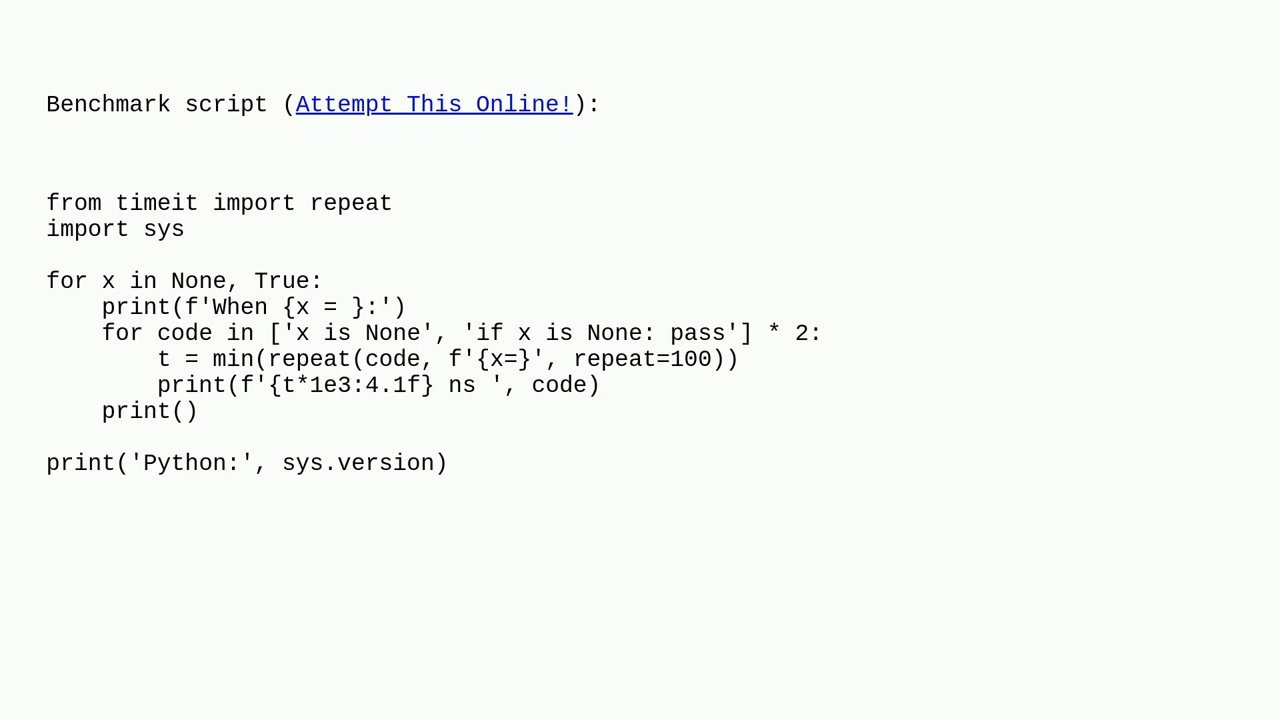 Benchmark script (Attempt This Online!):
from timeit import repeat
import sys
for x in None, True:
    print(f'When {x = }:')
    for code in ['x is None', 'if x is None: pass'] * 2:
        t = min(repeat(code, f'{x=}', repeat=100))
        print(f'{t*1e3:4.1f} ns ', code)
    print()
print('Python:', sys.version)